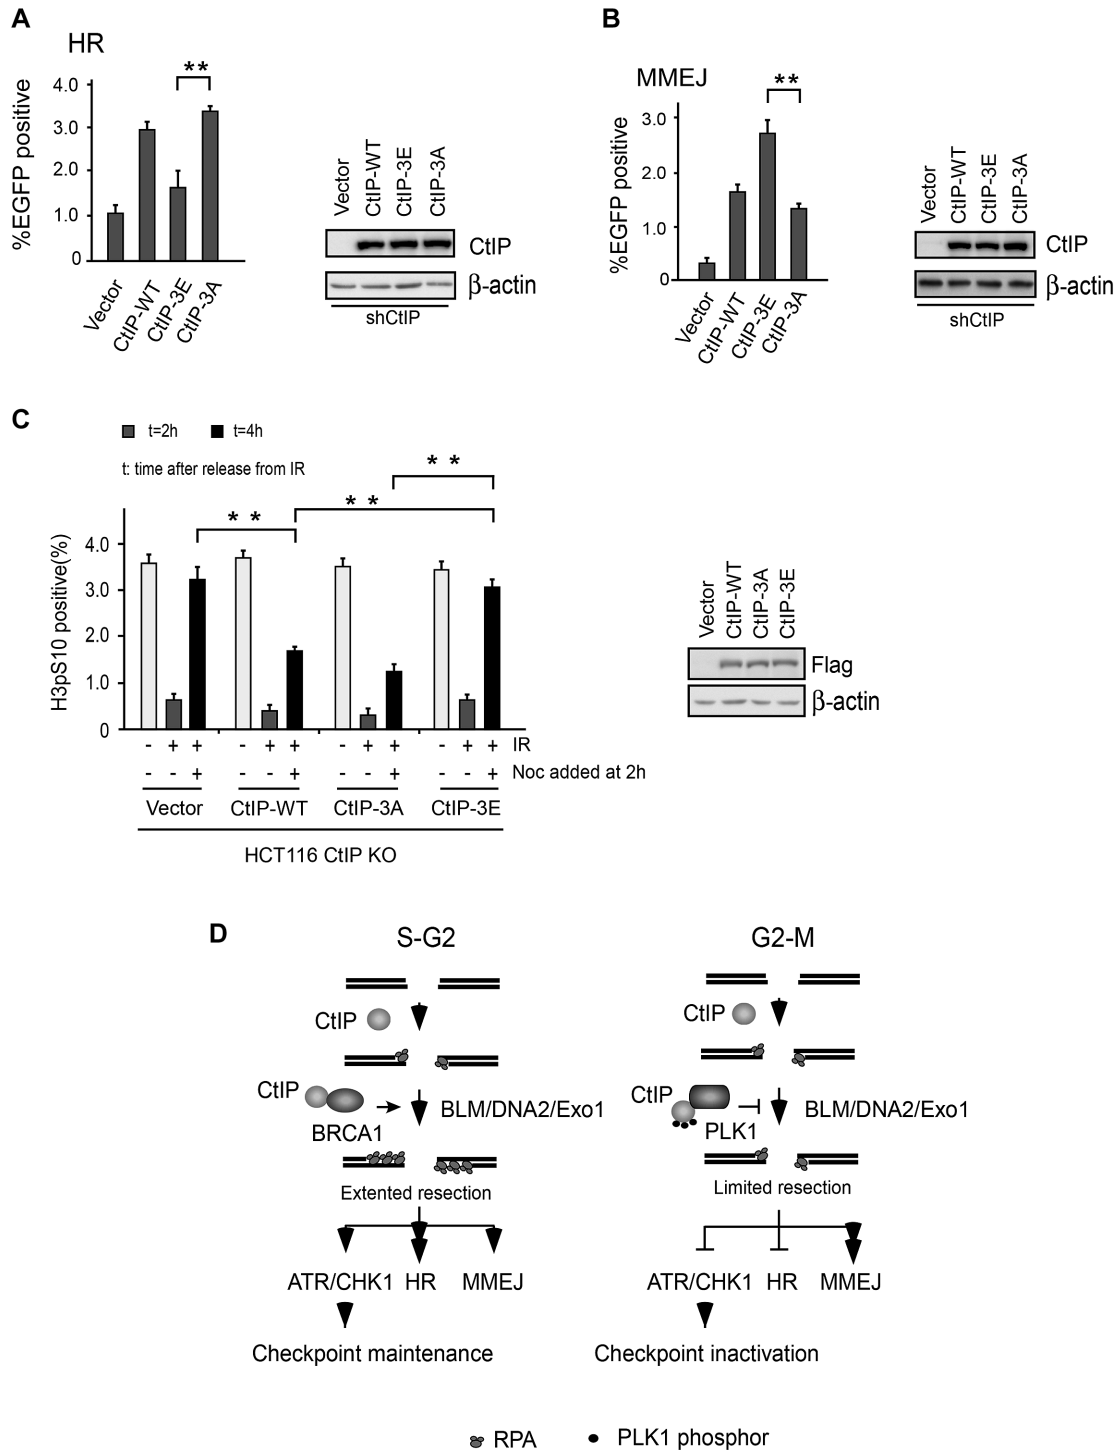 A
HR
%EGFP positive
4.0
3.0
2.0
1.0
0
**
Vector
CtIP-WT
CtIP-3E
CtIP-3A
Vector
CtIP-WT
CtIP-3E
CtIP-3A
CtIP
β-actin
shCtIP
B
MMEJ
%EGFP positive
3.0
2.0
1.0
0
**
Vector
CtIP-WT
CtIP-3E
CtIP-3A
Vector
CtIP-WT
CtIP-3E
CtIP-3A
CtIP
β-actin
shCtIP
C
t=2h t=4h
t: time after release from IR
* *
* *
* *
H3pS10 positive(%)
4.0
3.0
2.0
1.0
0
- + + - + + - + + - + + IR
- - + - - + - - + - - + Noc added at 2h
Vector CtIP-WT CtIP-3A CtIP-3E
HCT116 CtIP KO
Vector
CtIP-WT
CtIP-3A
CtIP-3E
Flag
β-actin
D
S-G2
CtIP
CtIP
BRCA1
BLM/DNA2/Exo1
Extented resection
ATR/CHK1 HR MMEJ
Checkpoint maintenance
G2-M
CtIP
CtIP
PLK1
BLM/DNA2/Exo1
Limited resection
ATR/CHK1 HR MMEJ
Checkpoint inactivation
RPA PLK1 phosphor